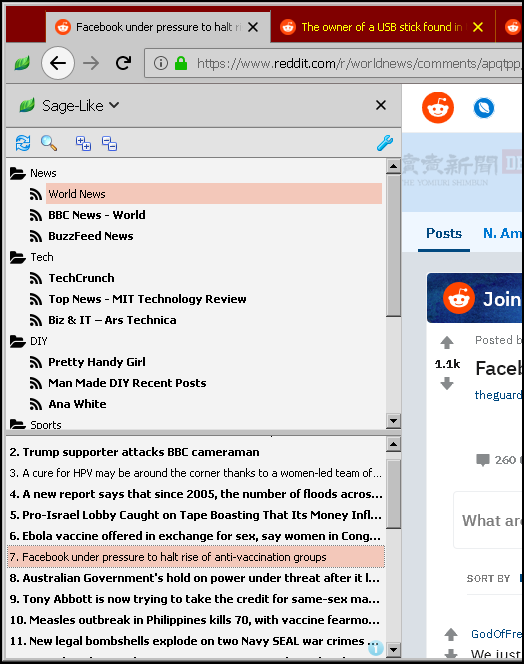 Facebook under pressure to halt ri
The owner of a USB stick found in
https://www.reddit.com/r/worldnews/comments/apqtpp
Sage-Like
News
World News
BBC News - World
BuzzFeed News
Tech
TechCrunch
Top News - MIT Technology Review
Biz & IT – Ars Technica
DIY
Pretty Handy Girl
Man Made DIY Recent Posts
Ana White
Sports
2. Trump supporter attacks BBC cameraman
3. A cure for HPV may be around the corner thanks to a women-led team of...
4. A new report says that since 2005, the number of floods acros...
5. Pro-Israel Lobby Caught on Tape Boasting That Its Money Infl...
6. Ebola vaccine offered in exchange for sex, say women in Cong...
7. Facebook under pressure to halt rise of anti-vaccination groups
8. Australian Government's hold on power under threat after it l...
9. Tony Abbott is now trying to take the credit for same-sex ma...
10. Measles outbreak in Philippines kills 70, with vaccine fearmo...
11. New legal bombshells explode on two Navy SEAL war crimes ...
賣新聞
THE YOMIURI SHIMBUN
Posts
N. Am
Join
Posted b
1.1k
Faceb
theguard
260
What are
SORT BY
GodOfFre
We just